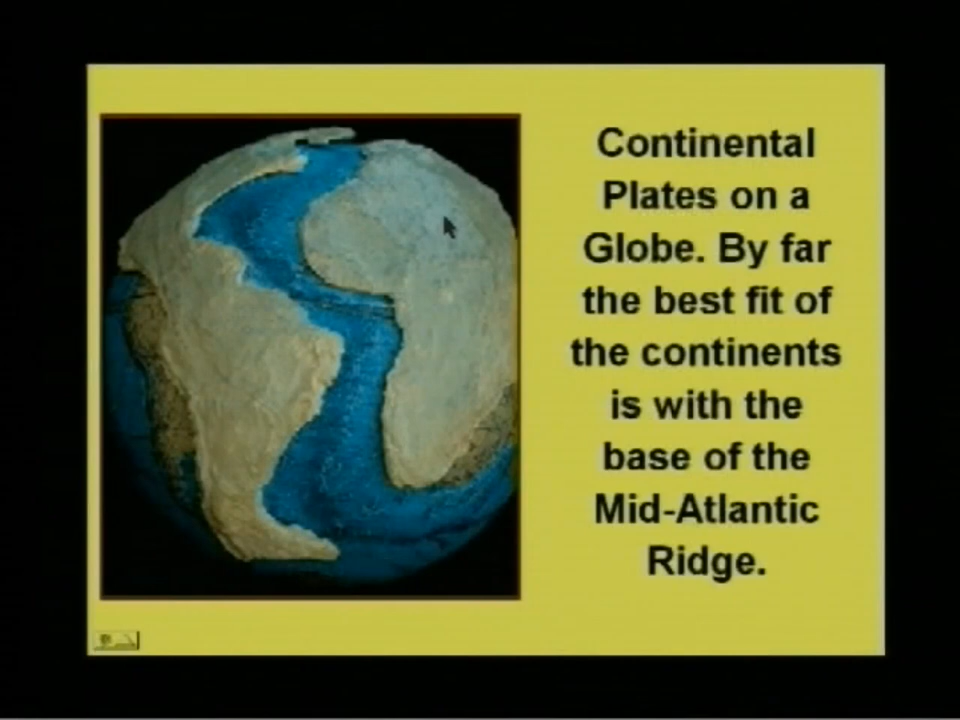 Continental
Plates on a
Globe. By far
the best fit of
the continents
is with the
base of the
Mid-Atlantic
Ridge.